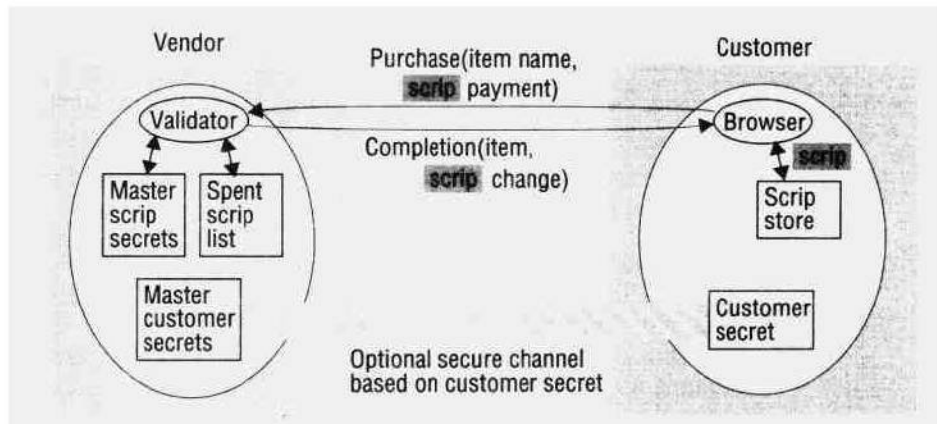 Vendor
Customer
Purchase(item name,
scrip payment)
Validator
Browser
Completion(item,
scrip change)
scrip
Master
scrip
secrets
Spent
scrip
list
Scrip
store
Master
customer
secrets
Customer
secret
Optional secure channel
based on customer secret